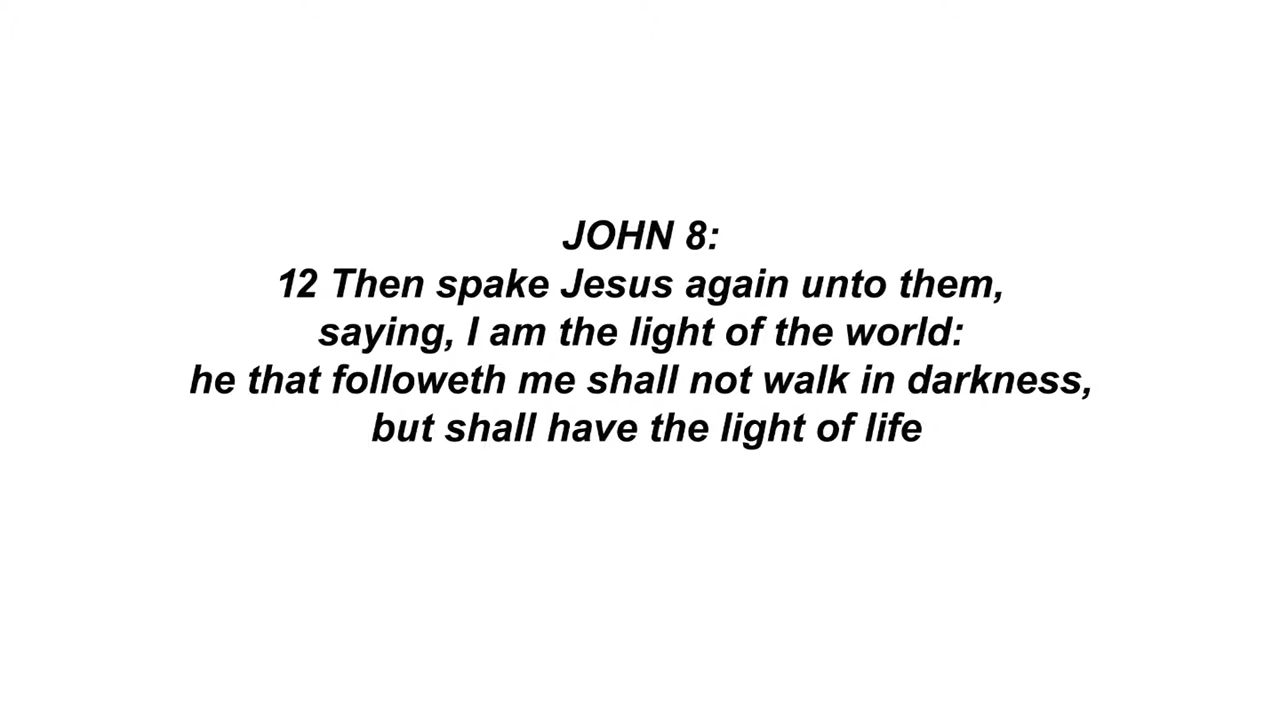 JOHN 8:
12 Then spake Jesus again unto them,
saying, I am the light of the world:
he that followeth me shall not walk in darkness,
but shall have the light of life